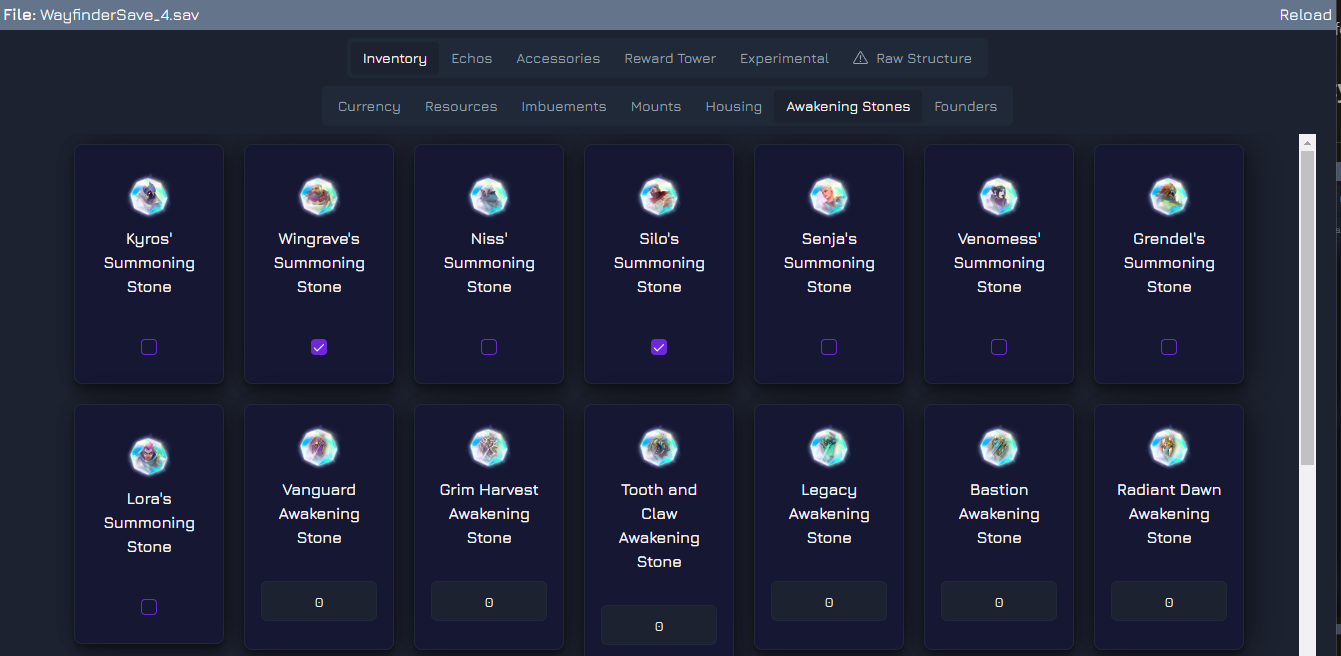 File: WayfinderSave_4.sav
Reload
Inventory Echos Accessories Reward Tower Experimental Raw Structure
Currency Resources Imbuements Mounts Housing Awakening Stones Founders
Kyros'
Summoning
Stone
Wingrave's
Summoning
Stone
Niss'
Summoning
Stone
Silo's
Summoning
Stone
Senja's
Summoning
Stone
Venomess'
Summoning
Stone
Grendel's
Summoning
Stone
Lora's
Summoning
Stone
Vanguard
Awakening
Stone
0
Grim Harvest
Awakening
Stone
0
Tooth and
Claw
Awakening
Stone
0
Legacy
Awakening
Stone
0
Bastion
Awakening
Stone
0
Radiant Dawn
Awakening
Stone
0